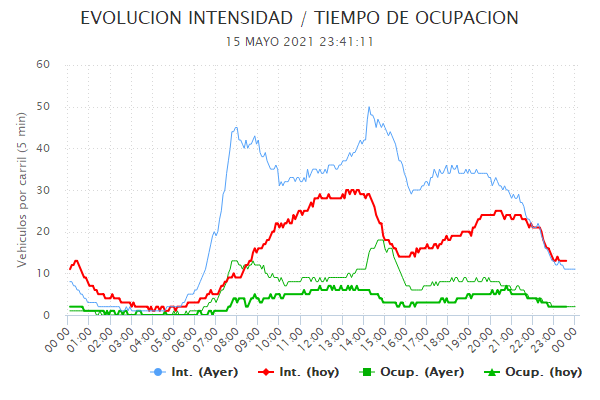 EVOLUCION INTENSIDAD / TIEMPO DE OCUPACION
15 MAYO 2021 23:41:11
Vehiculos por carril (5 min)
60
50
40
30
20
10
0
00:00 01:00 02:00 03:00 04:00 05:00 06:00 07:00 08:00 09:00 10:00 11:00 12:00 13:00 14:00 15:00 16:00 17:00 18:00 19:00 20:00 21:00 22:00 23:00 00:00
Int. (Ayer) Int. (hoy) Ocup. (Ayer) Ocup. (hoy)